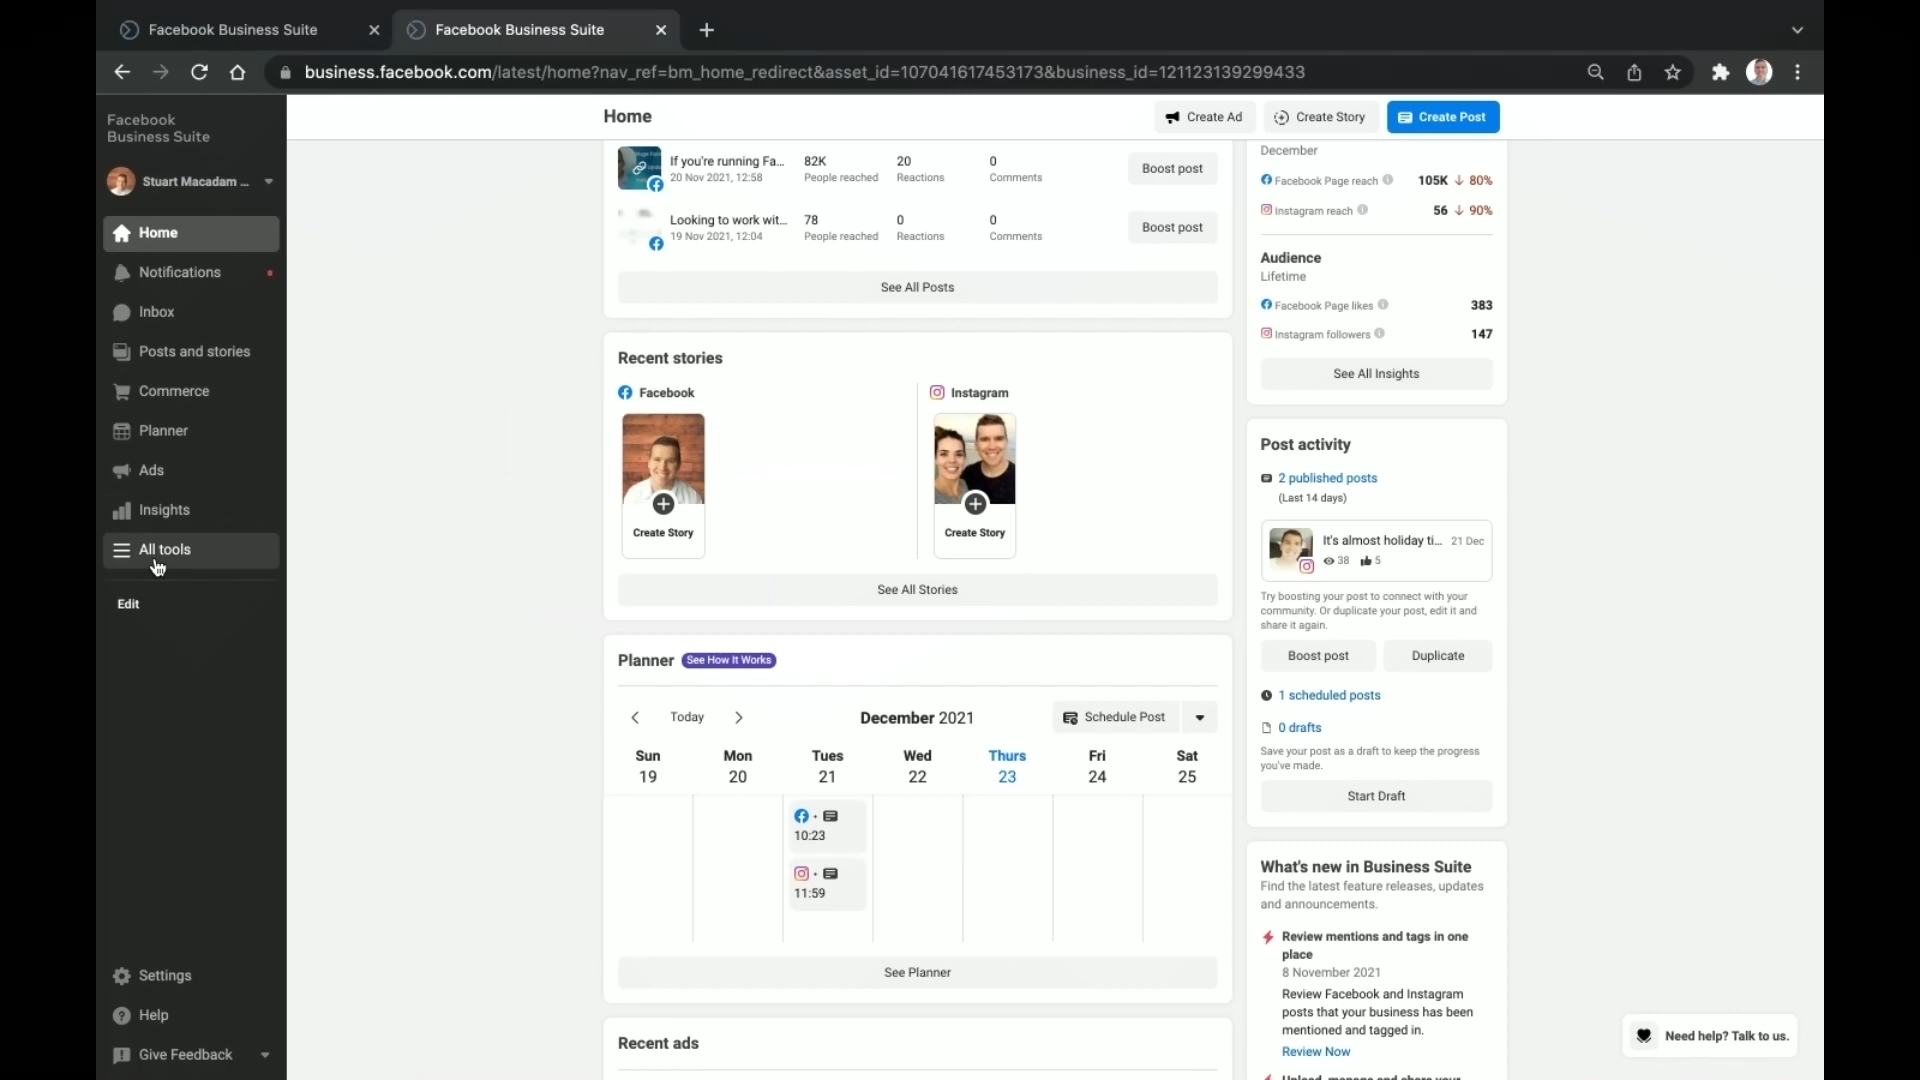 Facebook Business Suite
Facebook Business Suite
business.facebook.com/latest/home?nav_ref=bm_home_redirect&asset_id=107041617453173&business_id=121123139299433
Facebook
Business Suite
Stuart Macadam ...
Home
Notifications
Inbox
Posts and stories
Commerce
Planner
Ads
Insights
All tools
Edit
Settings
Help
Give Feedback
Home
Create Ad
Create Story
Create Post
If you're running Fa...
20 Nov 2021, 12:58
82K
People reached
20
Reactions
0
Comments
Boost post
Looking to work wit...
19 Nov 2021, 12:04
78
People reached
0
Reactions
0
Comments
Boost post
See All Posts
Recent stories
Facebook
Create Story
Instagram
Create Story
See All Stories
Planner See How It Works
Today
December 2021
Schedule Post
Sun Mon Tues Wed Thurs Fri Sat
19 20 21 22 23 24 25
10:23
11:59
See Planner
Recent ads
December
Facebook Page reach 105K ↓ 80%
Instagram reach 56 ↓ 90%
Audience
Lifetime
Facebook Page likes 383
Instagram followers 147
See All Insights
Post activity
2 published posts
(Last 14 days)
It's almost holiday ti... 21 Dec
38 5
Try boosting your post to connect with your
community. Or duplicate your post, edit it and
share it again.
Boost post Duplicate
1 scheduled posts
0 drafts
Save your post as a draft to keep the progress
you've made.
Start Draft
What's new in Business Suite
Find the latest feature releases, updates
and announcements.
Review mentions and tags in one
place
8 November 2021
Review Facebook and Instagram
posts that your business has been
mentioned and tagged in.
Review Now
Upload, manage and share your
Need help? Talk to us.